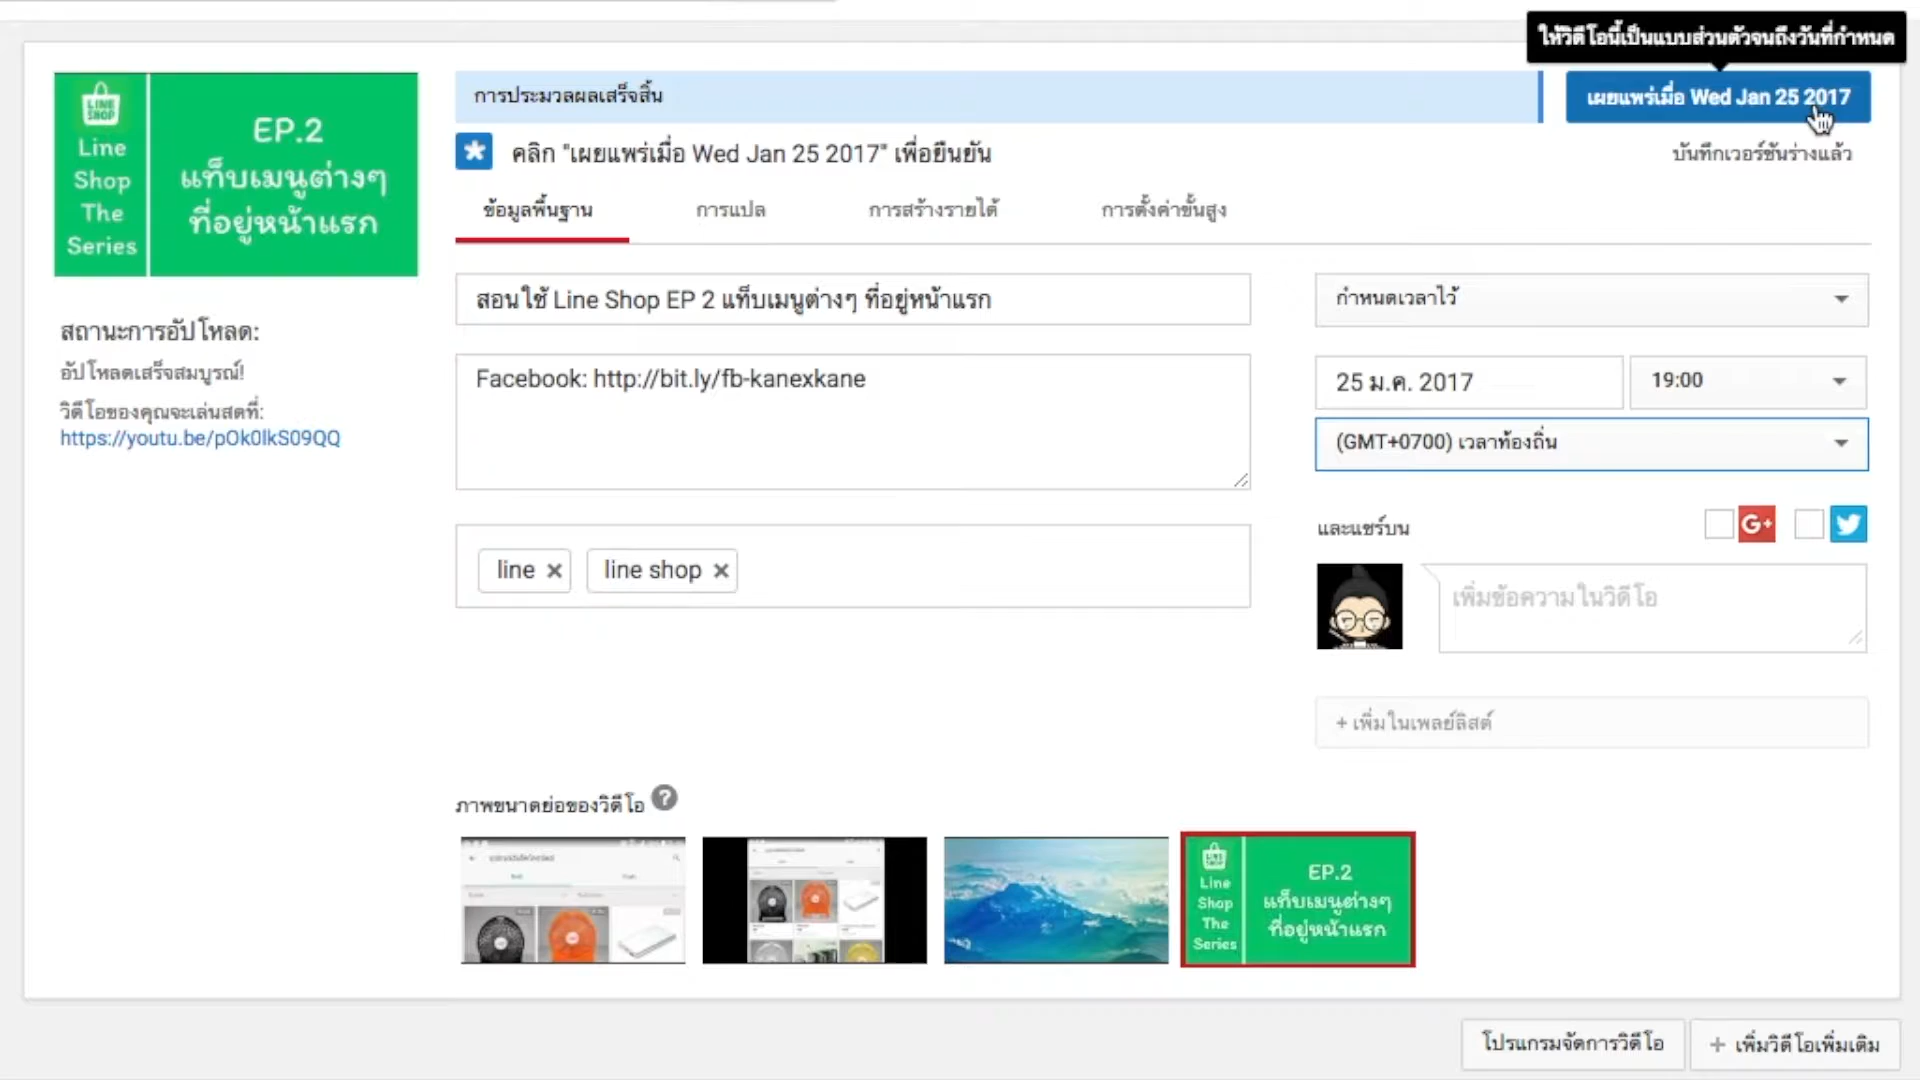 ให้วิดีโอนี้เป็นแบบส่วนตัวจนถึงวันที่กำหนด
LINE SHOP
Line
Shop
The
Series
EP.2
แท็บเมนูต่างๆ
ที่อยู่หน้าแรก
การประมวลผลเสร็จสิ้น
เผยแพร่เมื่อ Wed Jan 25 2017
คลิก "เผยแพร่เมื่อ Wed Jan 25 2017" เพื่อยืนยัน
บันทึกเวอร์ชันร่างแล้ว
ข้อมูลพื้นฐาน
การแปล
การสร้างรายได้
การตั้งค่าขั้นสูง
สถานะการอัปโหลด:
อัปโหลดเสร็จสมบูรณ์!
วิดีโอของคุณจะเล่นสดที่:
https://youtu.be/pOk0lkS09QQ
สอนใช้ Line Shop EP 2 แท็บเมนูต่างๆ ที่อยู่หน้าแรก
Facebook: http://bit.ly/fb-kanexkane
line
line shop
กำหนดเวลาไว้
25 ม.ค. 2017
19:00
(GMT+0700) เวลาท้องถิ่น
และแชร์บน
G+
เพิ่มข้อความในวิดีโอ
+ เพิ่มในเพลย์ลิสต์
ภาพขนาดย่อของวิดีโอ ?
LINE SHOP
Line
Shop
The
Series
EP.2
แท็บเมนูต่างๆ
ที่อยู่หน้าแรก
โปรแกรมจัดการวิดีโอ
+ เพิ่มวิดีโอเพิ่มเติม